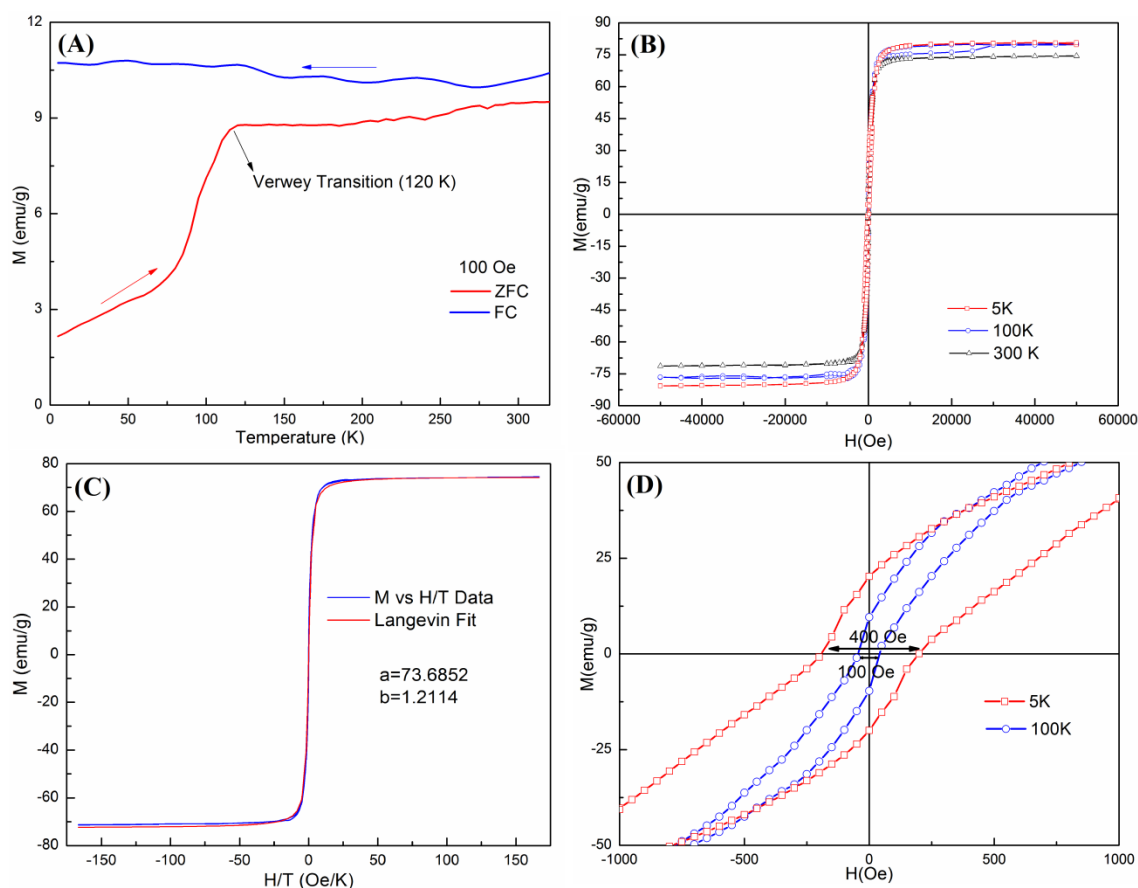 (A)
12
9
6
3
0
M (emu/g)
Verwey Transition (120 K)
100 Oe
ZFC
FC
0 50 100 150 200 250 300
Temperature (K)
(B)
90
75
60
45
30
15
0
-15
-30
-45
-60
-75
-90
M(emu/g)
5K
100K
300 K
-60000 -40000 -20000 0 20000 40000 60000
H(Oe)
(C)
80
60
40
20
0
-20
-40
-60
-80
M (emu/g)
M vs H/T Data
Langevin Fit
a=73.6852
b=1.2114
-150 -100 -50 0 50 100 150
H/T (Oe/K)
(D)
50
25
0
-25
-50
M(emu/g)
400 Oe
100 Oe
5K
100K
-1000 -500 0 500 1000
H(Oe)